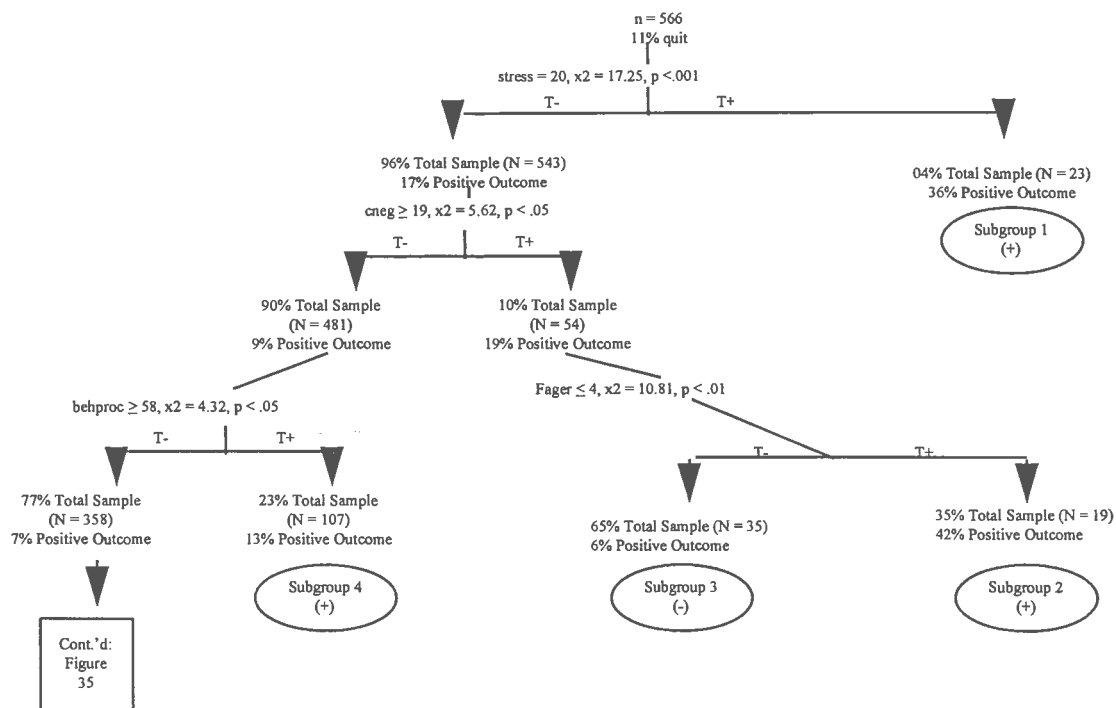 n = 566
11% quit
stress = 20, x2 = 17.25, p <.001
T-
T+
96% Total Sample (N = 543)
17% Positive Outcome
04% Total Sample (N = 23)
36% Positive Outcome
cneg ≥ 19, x2 = 5.62, p < .05
Subgroup 1
(+)
T-
T+
90% Total Sample
(N = 481)
9% Positive Outcome
10% Total Sample
(N = 54)
19% Positive Outcome
behproc ≥ 58, x2 = 4.32, p < .05
Fager ≤ 4, x2 = 10.81, p < .01
T-
T+
T-
T+
77% Total Sample
(N = 358)
7% Positive Outcome
23% Total Sample
(N = 107)
13% Positive Outcome
65% Total Sample (N = 35)
6% Positive Outcome
35% Total Sample (N = 19)
42% Positive Outcome
Subgroup 4
(+)
Subgroup 3
(-)
Subgroup 2
(+)
Cont.'d:
Figure
35